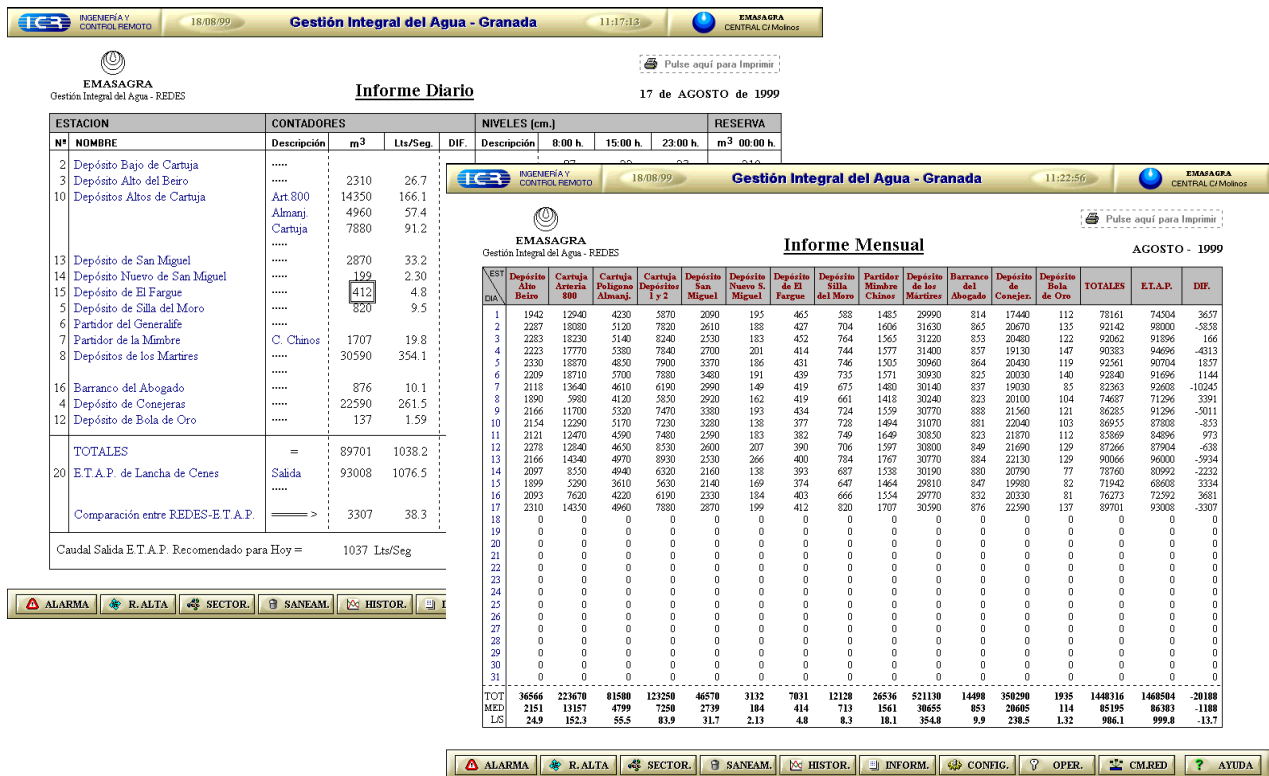 INGENIERÍA Y CONTROL REMOTO
18/08/99
Gestión Integral del Agua - Granada
11:17:13
EMASAGRA
CENTRAL C/ Molinos
EMASAGRA
Gestión Integral del Agua - REDES
Informe Diario
Pulse aquí para Imprimir
17 de AGOSTO de 1999
ESTACION CONTADORES NIVELES (cm.) RESERVA
Nº NOMBRE Descripción m3 Lts/Seg. DIF. Descripción 8:00 h. 15:00 h. 23:00 h. m3 00:00 h.
2 Depósito Bajo de Cartuja .....
3 Depósito Alto del Beiro ..... 2310 26.7
10 Depósitos Altos de Cartuja Art.800 14350 166.1
Almanj. 4960 57.4
Cartuja 7880 91.2
.....
13 Depósito de San Miguel ..... 2870 33.2
14 Depósito Nuevo de San Miguel ..... 199 2.30
15 Depósito de El Fargue ..... 412 4.8
5 Depósito de Silla del Moro ..... 820 9.5
6 Partidor del Generalife .....
7 Partidor de la Mimbre C. Chinos 1707 19.8
8 Depósitos de los Martires ..... 30590 354.1
.....
16 Barranco del Abogado ..... 876 10.1
4 Depósito de Conejeras ..... 22590 261.5
12 Depósito de Bola de Oro ..... 137 1.59
TOTALES = 89701 1038.2
20 E.T.A.P. de Lancha de Cenes Salida 93008 1076.5
.....
Comparación entre REDES-E.T.A.P. ===== > 3307 38.3
Caudal Salida E.T.A.P. Recomendado para Hoy = 1037 Lts/Seg
ALARMA R. ALTA SECTOR. SANEAM. HISTOR.
INGENIERÍA Y CONTROL REMOTO
18/08/99
Gestión Integral del Agua - Granada
11:22:56
EMASAGRA
CENTRAL C/ Molinos
EMASAGRA
Gestión Integral del Agua - REDES
Informe Mensual
Pulse aquí para Imprimir
AGOSTO - 1999
EST DIA Depósito Alto Beiro Cartuja Arteria 800 Cartuja Polígono Almanj. Cartuja Depósitos 1 y 2 Depósito San Miguel Depósito Nuevo S. Miguel Depósito de El Fargue Depósito Silla del Moro Partidor Mimbre Chinos Depósito de los Mártires Barranco del Abogado Depósito de Conejer. Depósito Bola de Oro TOTALES E.T.A.P. DIF.
1 1942 12940 4230 5870 2090 195 465 588 1485 29990 814 17440 112 78161 74504 3657
2 2287 18080 5120 7820 2610 188 427 704 1606 31630 865 20670 135 92142 98000 -5858
3 2283 18230 5140 8240 2530 183 452 764 1565 31220 853 20480 122 92062 91896 166
4 2223 17770 5380 7840 2700 201 414 744 1577 31400 857 19130 147 90383 94696 -4313
5 2330 18870 4850 7900 3370 186 431 746 1505 30960 864 20430 119 92561 90704 1857
6 2209 18710 5700 7880 3480 191 439 735 1571 30930 825 20030 140 92840 91696 1144
7 2118 13640 4610 6190 2990 149 419 675 1480 30140 837 19030 85 82363 92608 -10245
8 1890 5980 4120 5850 2920 162 419 661 1418 30240 823 20100 104 74687 71296 3391
9 2166 11700 5320 7470 3380 193 434 724 1559 30770 888 21560 121 86285 91296 -5011
10 2154 12290 5170 7230 3280 138 377 728 1494 31070 881 22040 103 86955 87808 -853
11 2121 12470 4590 7480 2590 183 382 749 1649 30850 823 21870 112 85869 84896 973
12 2278 12840 4650 8530 2600 207 390 706 1597 30800 849 21690 129 87266 87904 -638
13 2166 14340 4970 8930 2530 266 400 784 1767 30770 884 22130 129 90066 96000 -5934
14 2097 8550 4940 6320 2160 138 393 687 1538 30190 880 20790 77 78760 80992 -2232
15 1899 5290 3610 5630 2140 169 374 647 1464 29810 847 19980 82 71942 68608 3334
16 2093 7620 4220 6190 2330 184 403 666 1554 29770 832 20330 81 76273 72592 3681
17 2310 14350 4960 7880 2870 199 412 820 1707 30590 876 22590 137 89701 93008 -3307
18 0 0 0 0 0 0 0 0 0 0 0 0 0 0 0 0
19 0 0 0 0 0 0 0 0 0 0 0 0 0 0 0 0
20 0 0 0 0 0 0 0 0 0 0 0 0 0 0 0 0
21 0 0 0 0 0 0 0 0 0 0 0 0 0 0 0 0
22 0 0 0 0 0 0 0 0 0 0 0 0 0 0 0 0
23 0 0 0 0 0 0 0 0 0 0 0 0 0 0 0 0
24 0 0 0 0 0 0 0 0 0 0 0 0 0 0 0 0
25 0 0 0 0 0 0 0 0 0 0 0 0 0 0 0 0
26 0 0 0 0 0 0 0 0 0 0 0 0 0 0 0 0
27 0 0 0 0 0 0 0 0 0 0 0 0 0 0 0 0
28 0 0 0 0 0 0 0 0 0 0 0 0 0 0 0 0
29 0 0 0 0 0 0 0 0 0 0 0 0 0 0 0 0
30 0 0 0 0 0 0 0 0 0 0 0 0 0 0 0 0
31 0 0 0 0 0 0 0 0 0 0 0 0 0 0 0 0
TOT 36566 223670 81580 123250 46570 3132 7031 12128 26536 521130 14498 350290 1935 1448316 1468504 -20188
MED 2151 13157 4799 7250 2739 184 414 713 1561 30655 853 20605 114 85195 86383 -1188
L/S 24.9 152.3 55.5 83.9 31.7 2.13 4.8 8.3 18.1 354.8 9.9 238.5 1.32 986.1 999.8 -13.7
ALARMA R. ALTA SECTOR. SANEAM. HISTOR. INFORM. CONFIG. OPER. CM.RED AYUDA